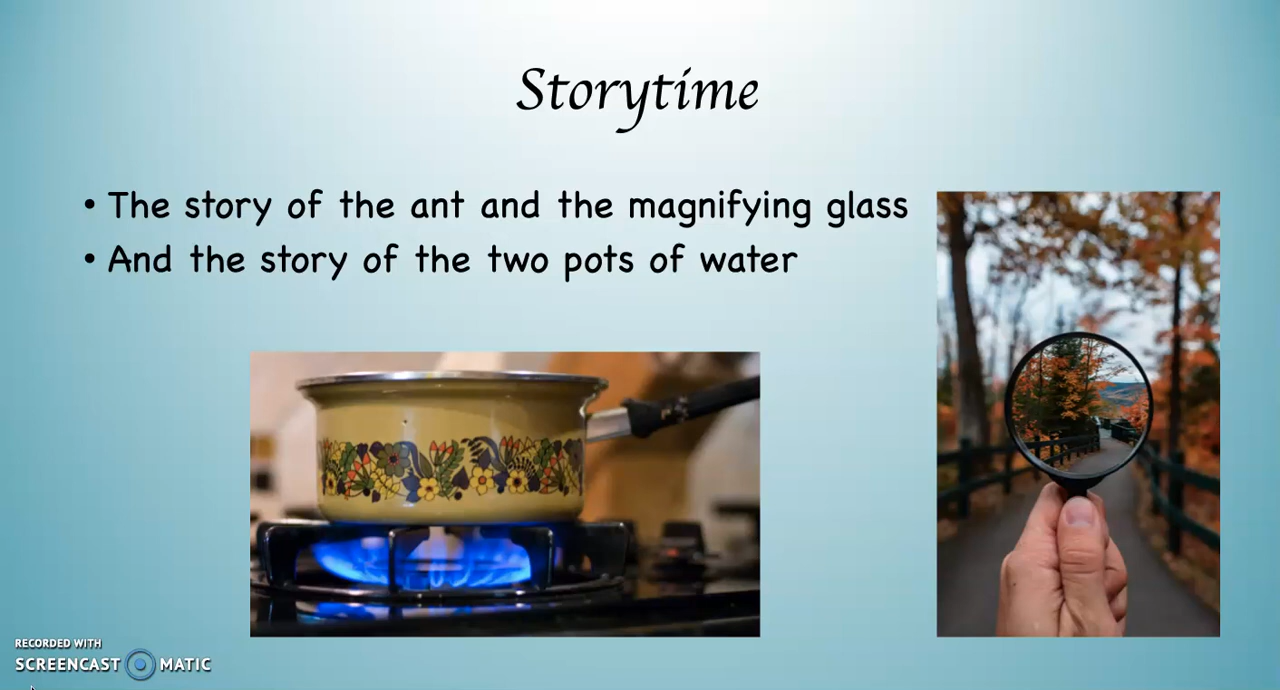 Storytime
• The story of the ant and the magnifying glass
• And the story of the two pots of water
RECORDED WITH
SCREENCAST MATIC